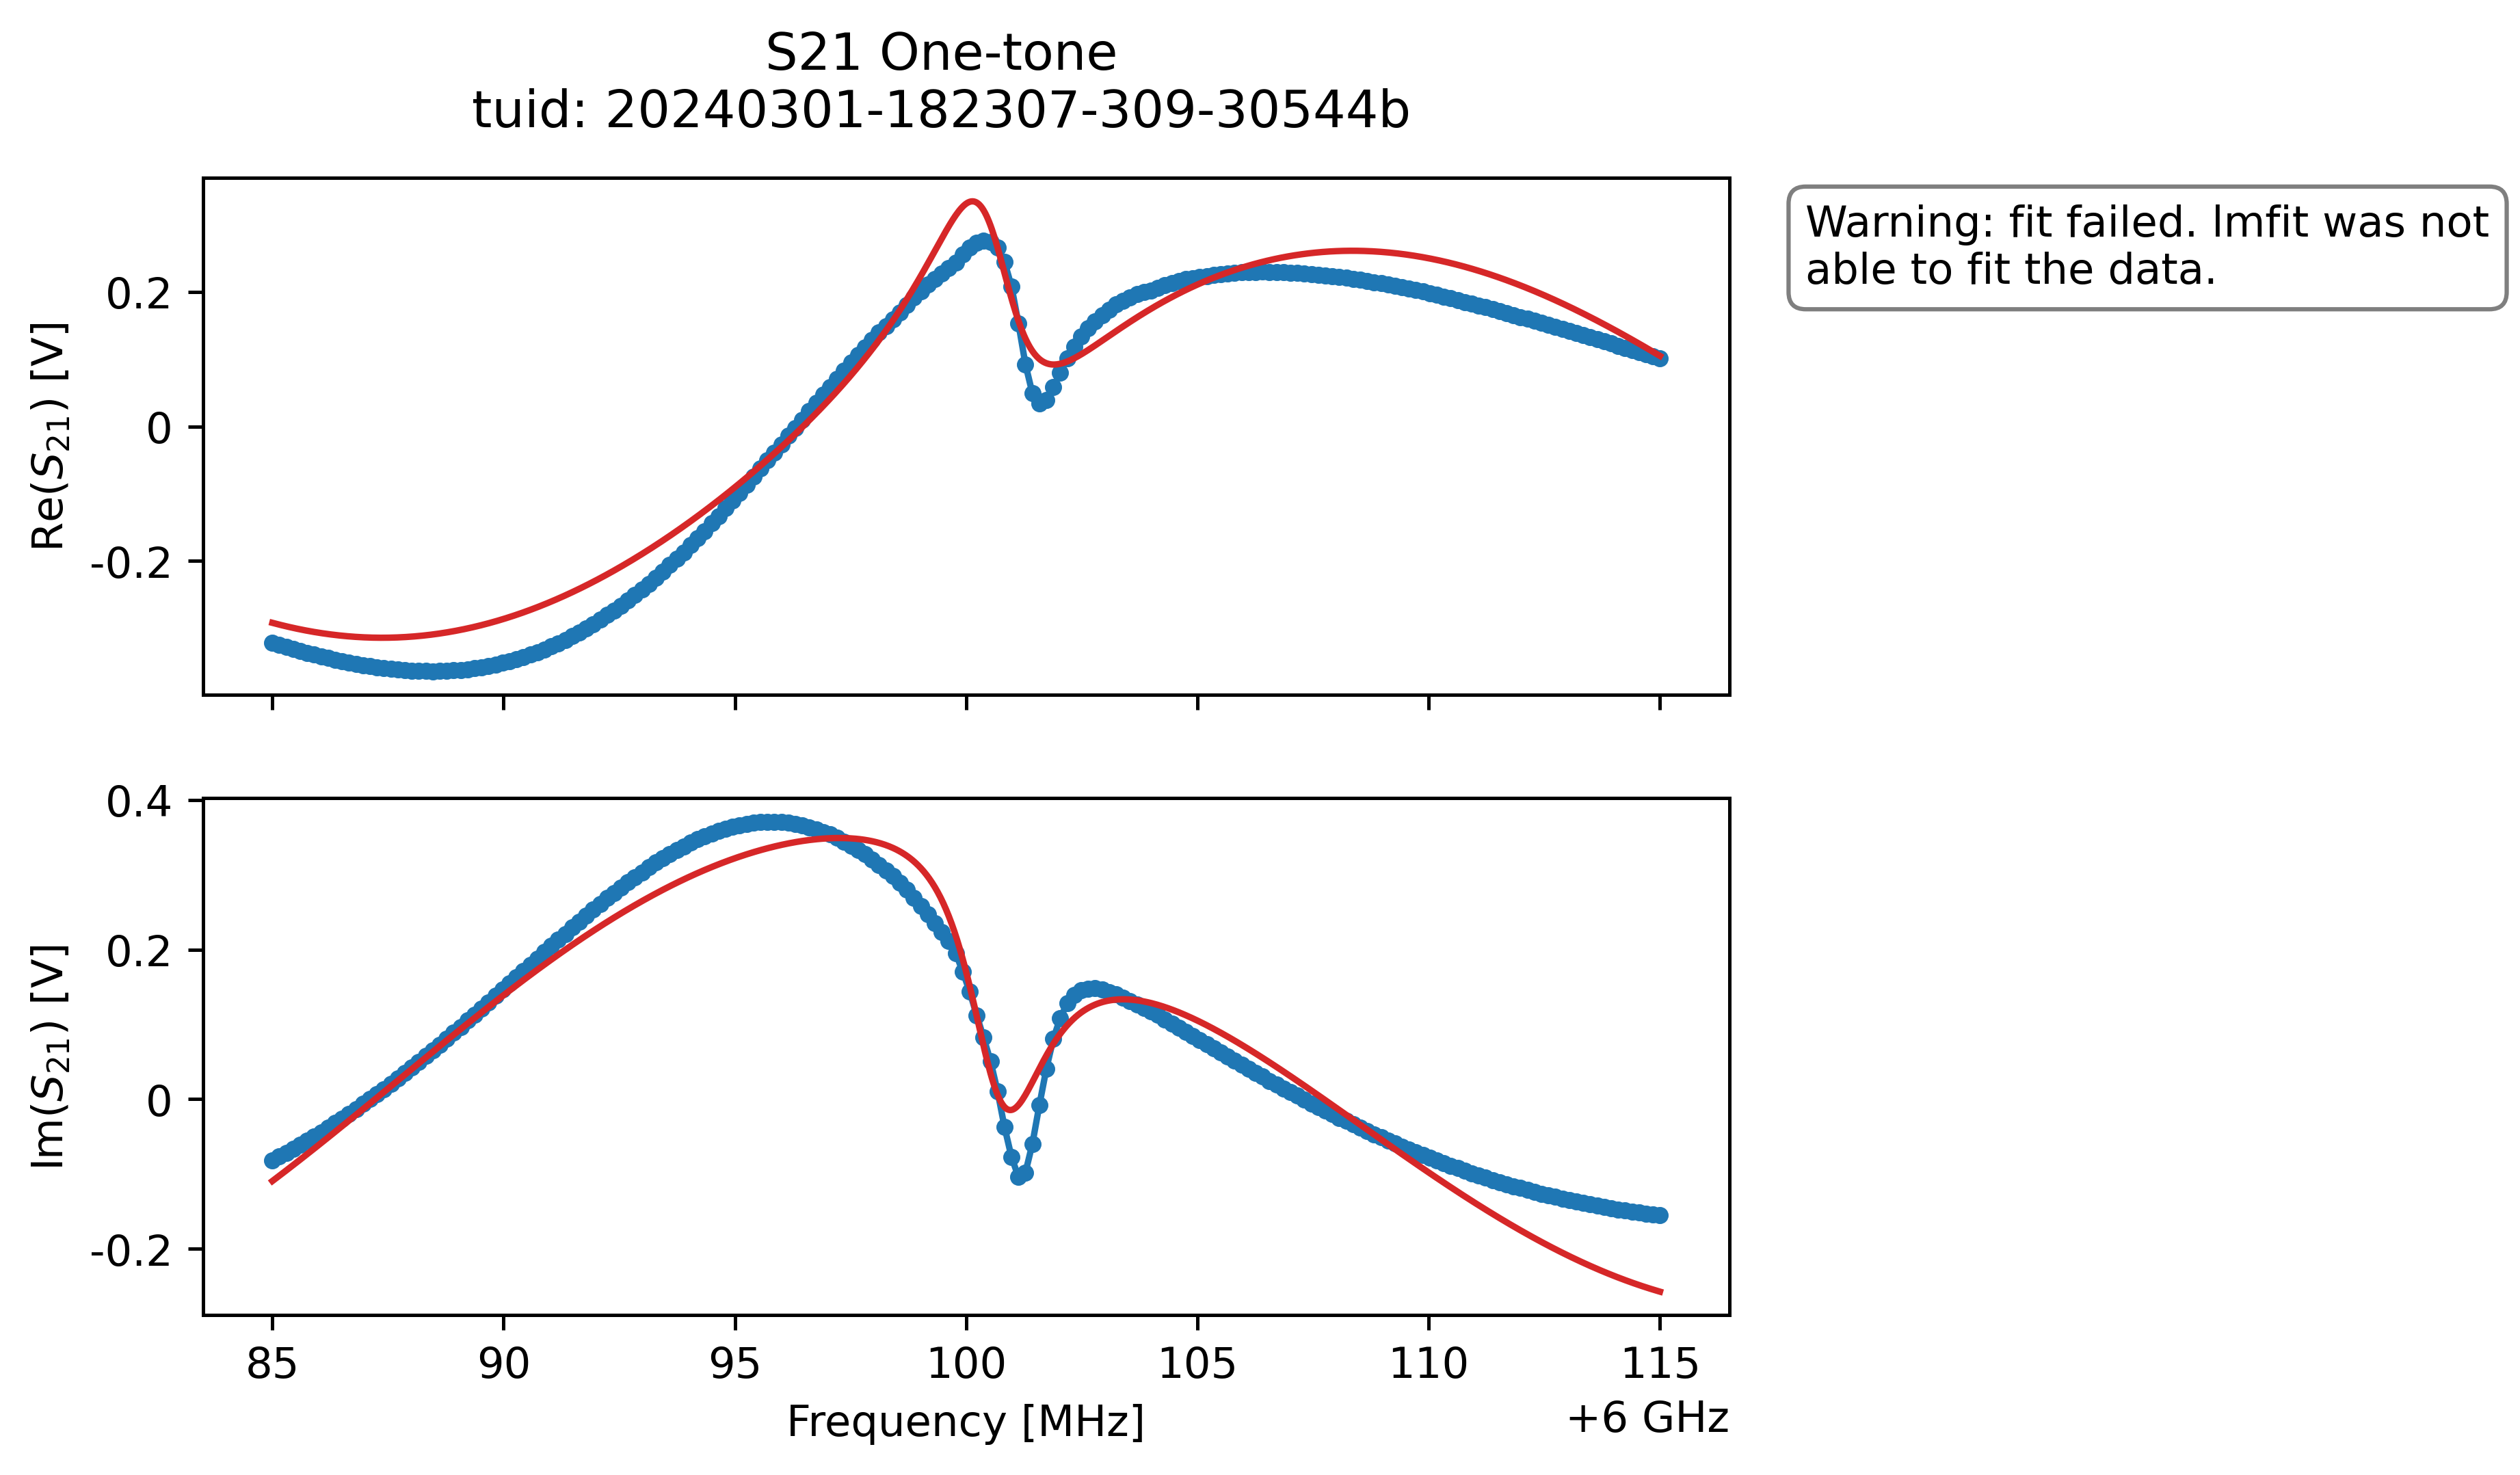 S21 One-tone
tuid: 20240301-182307-309-30544b
Warning: fit failed. lmfit was not
able to fit the data.
Re(S21) [V]
0.2
0
-0.2
Im(S21) [V]
0.4
0.2
0
-0.2
85 90 95 100 105 110 115
Frequency [MHz]
+6 GHz